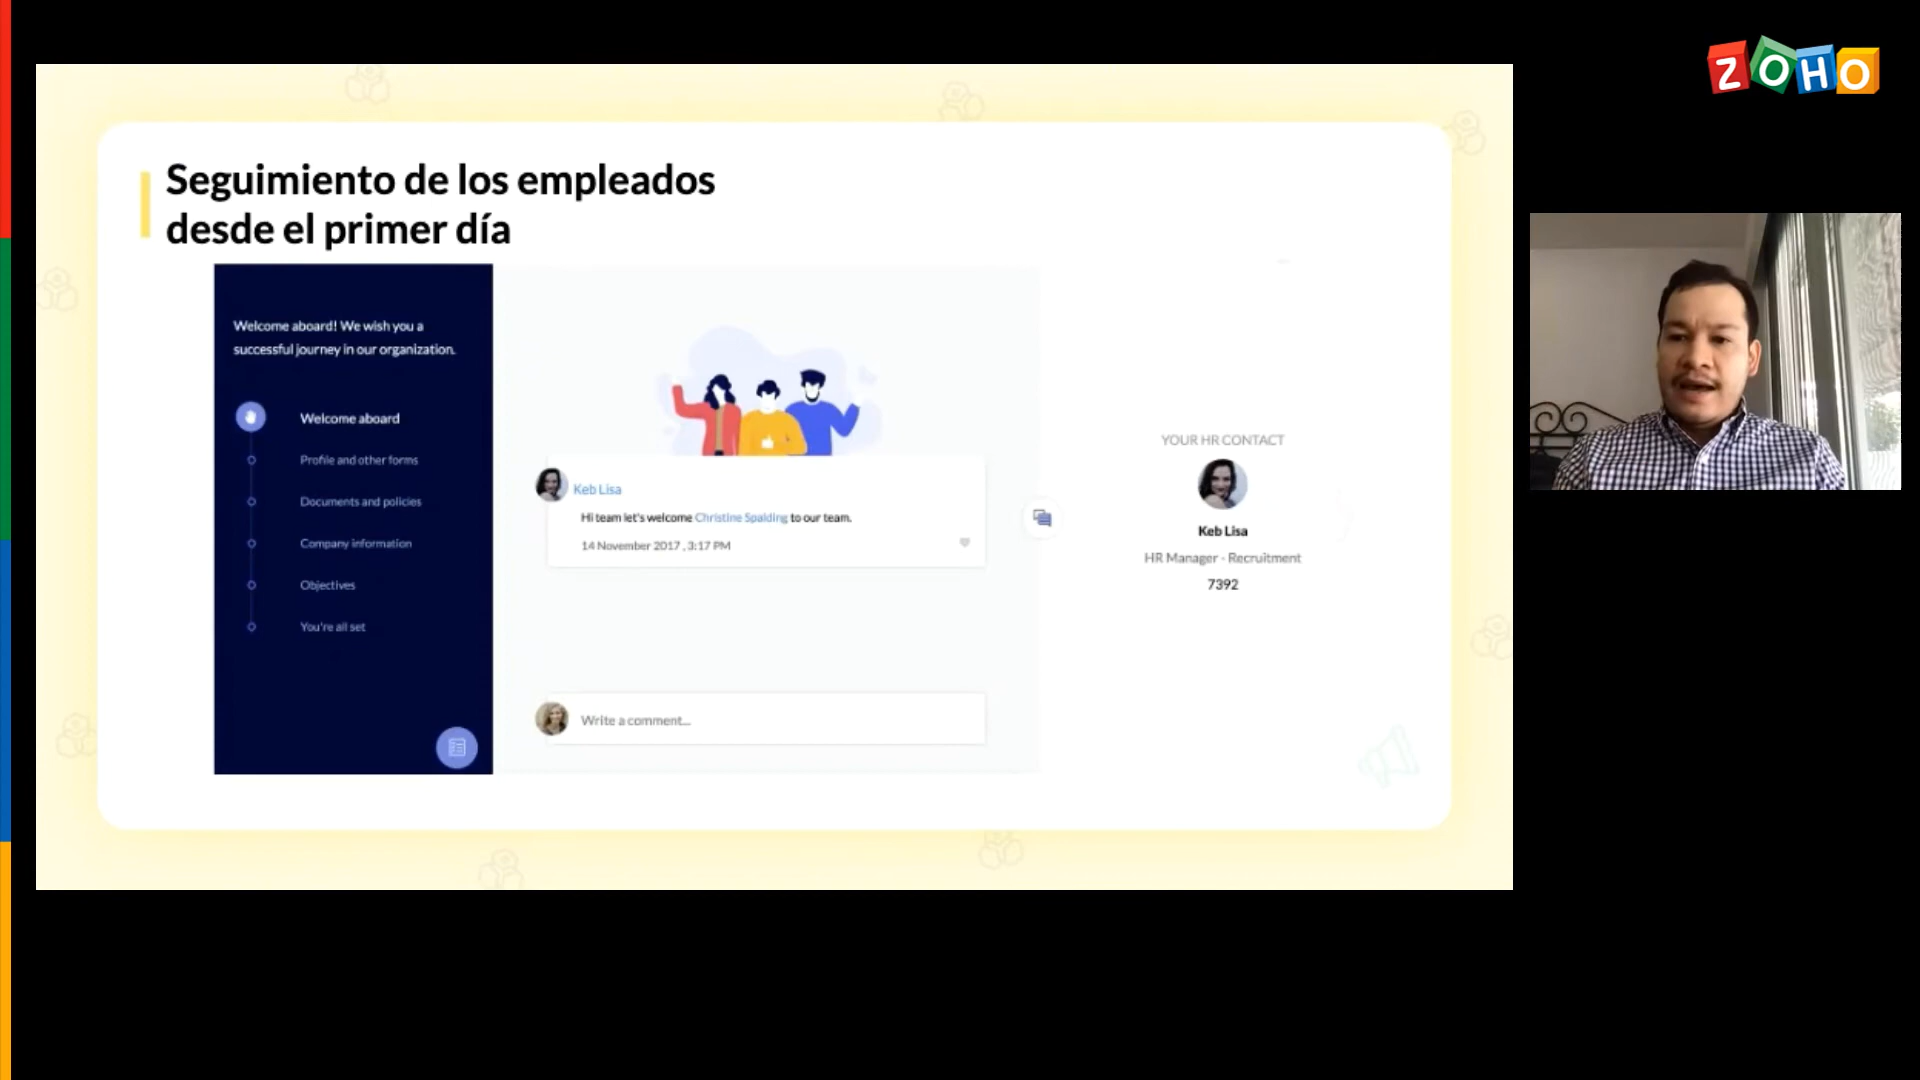 ZOHO
Seguimiento de los empleados
desde el primer día
Welcome aboard! We wish you a
successful journey in our organization.
Welcome aboard
Profile and other forms
Documents and policies
Company information
Objectives
You're all set
Keb Lisa
Hi team let's welcome Christine Spalding to our team.
14 November 2017 , 3:17 PM
Write a comment...
YOUR HR CONTACT
Keb Lisa
HR Manager - Recruitment
7392